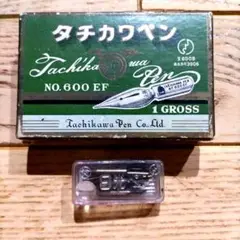 タチカワペン
Tachikawa
Pen
NO. 600 EF
1 GROSS
Tachikawa Pen Co., Ltd.